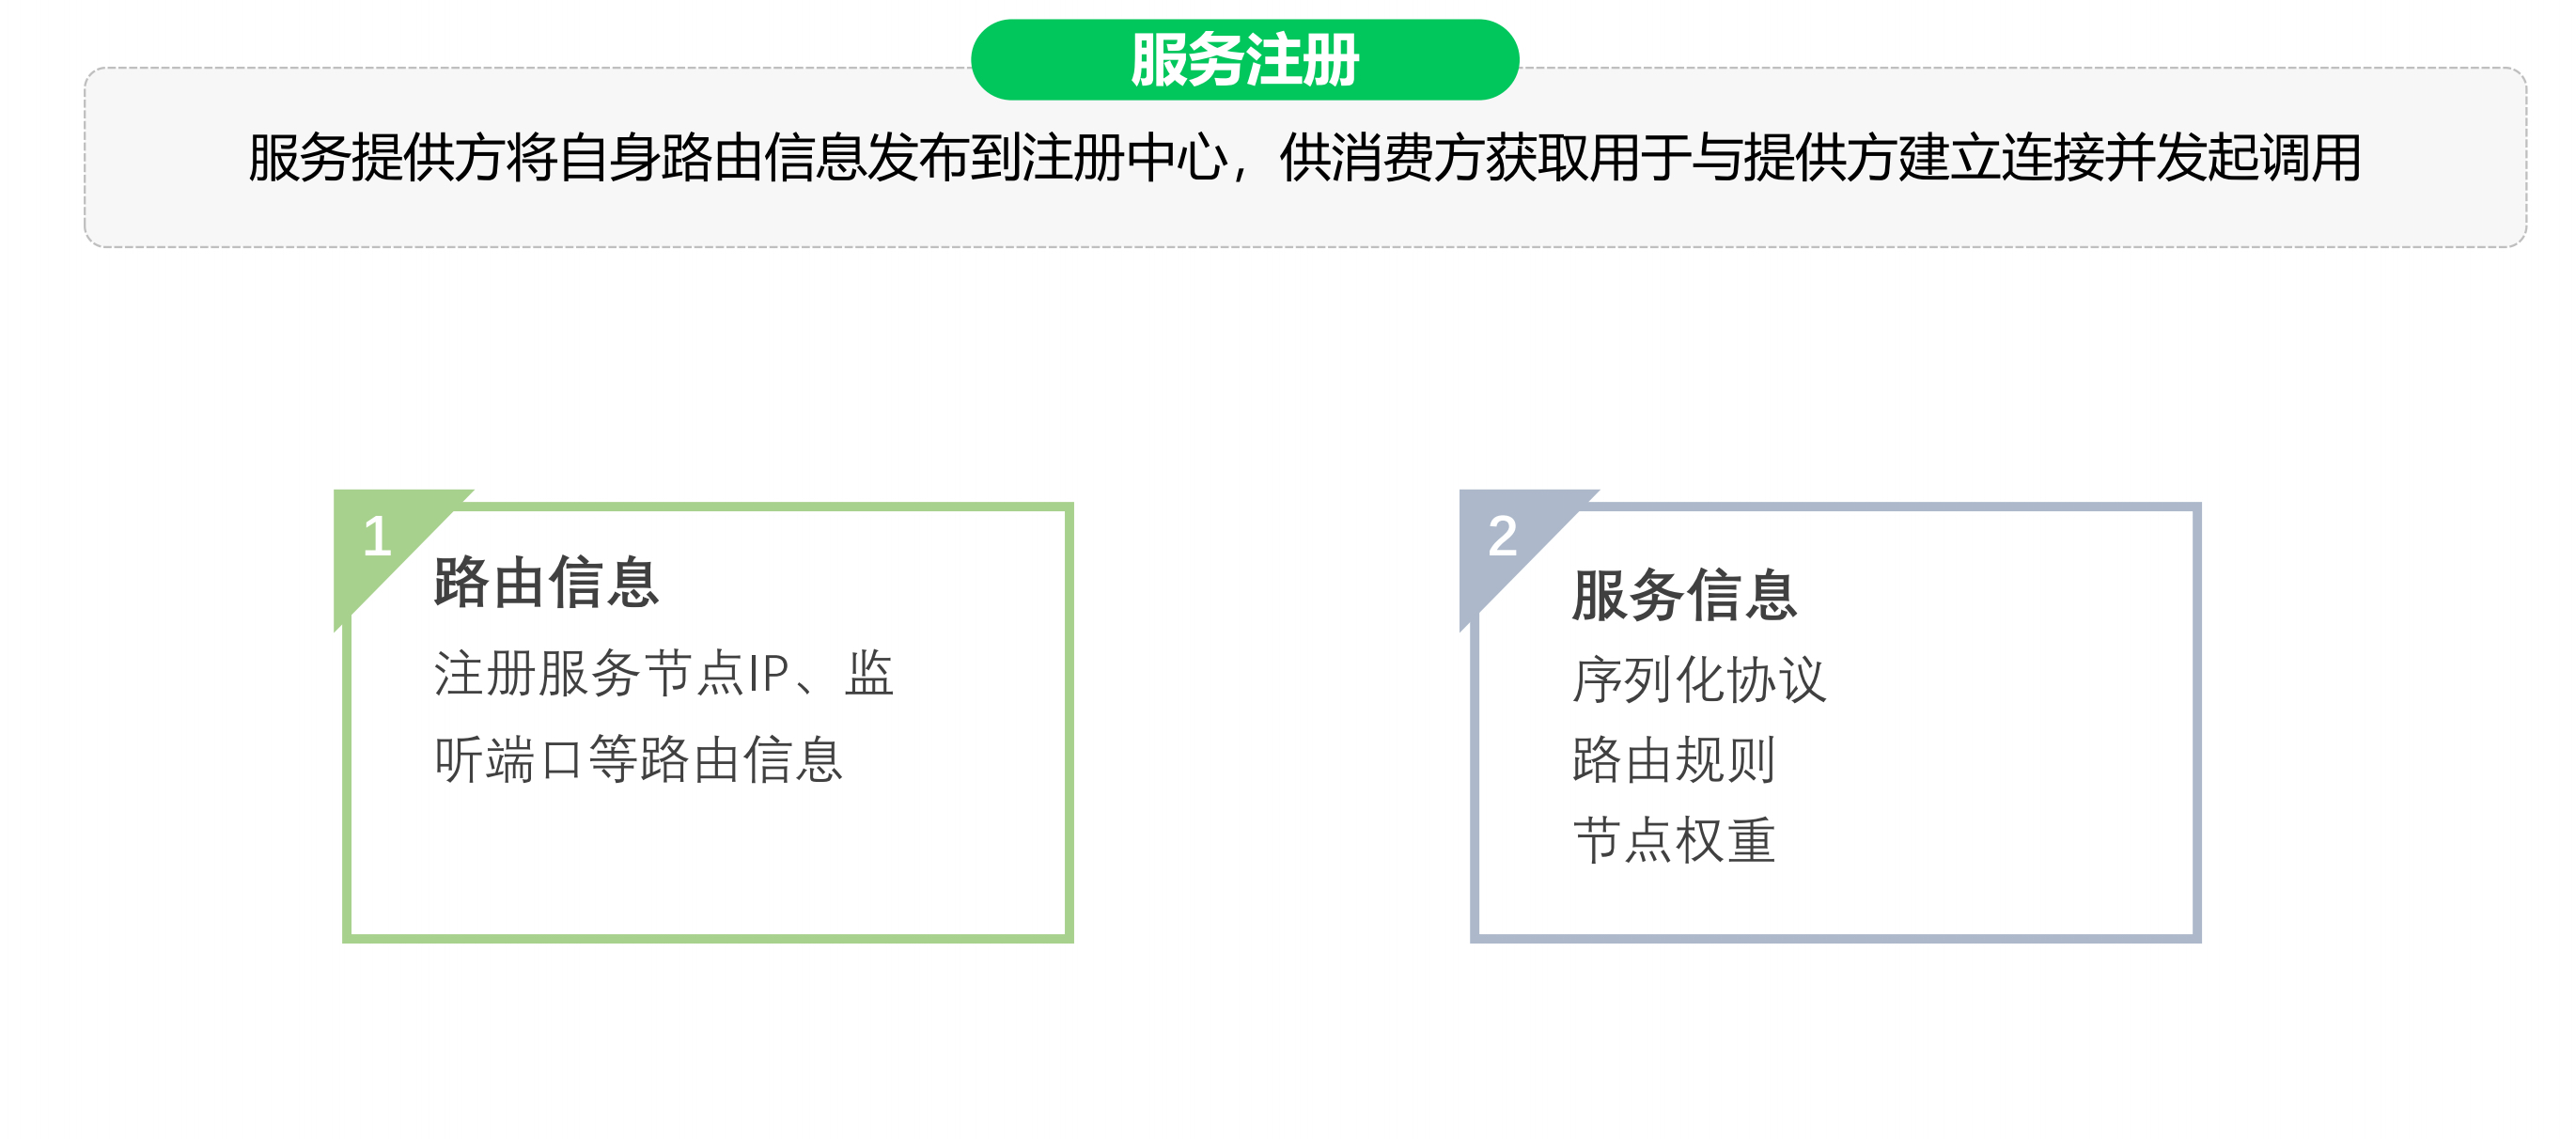 服务注册
服务提供方将自身路由信息发布到注册中心，供消费方获取用于与提供方建立连接并发起调用
1
路由信息
注册服务节点IP、监
听端口等路由信息
2
服务信息
序列化协议
路由规则
节点权重